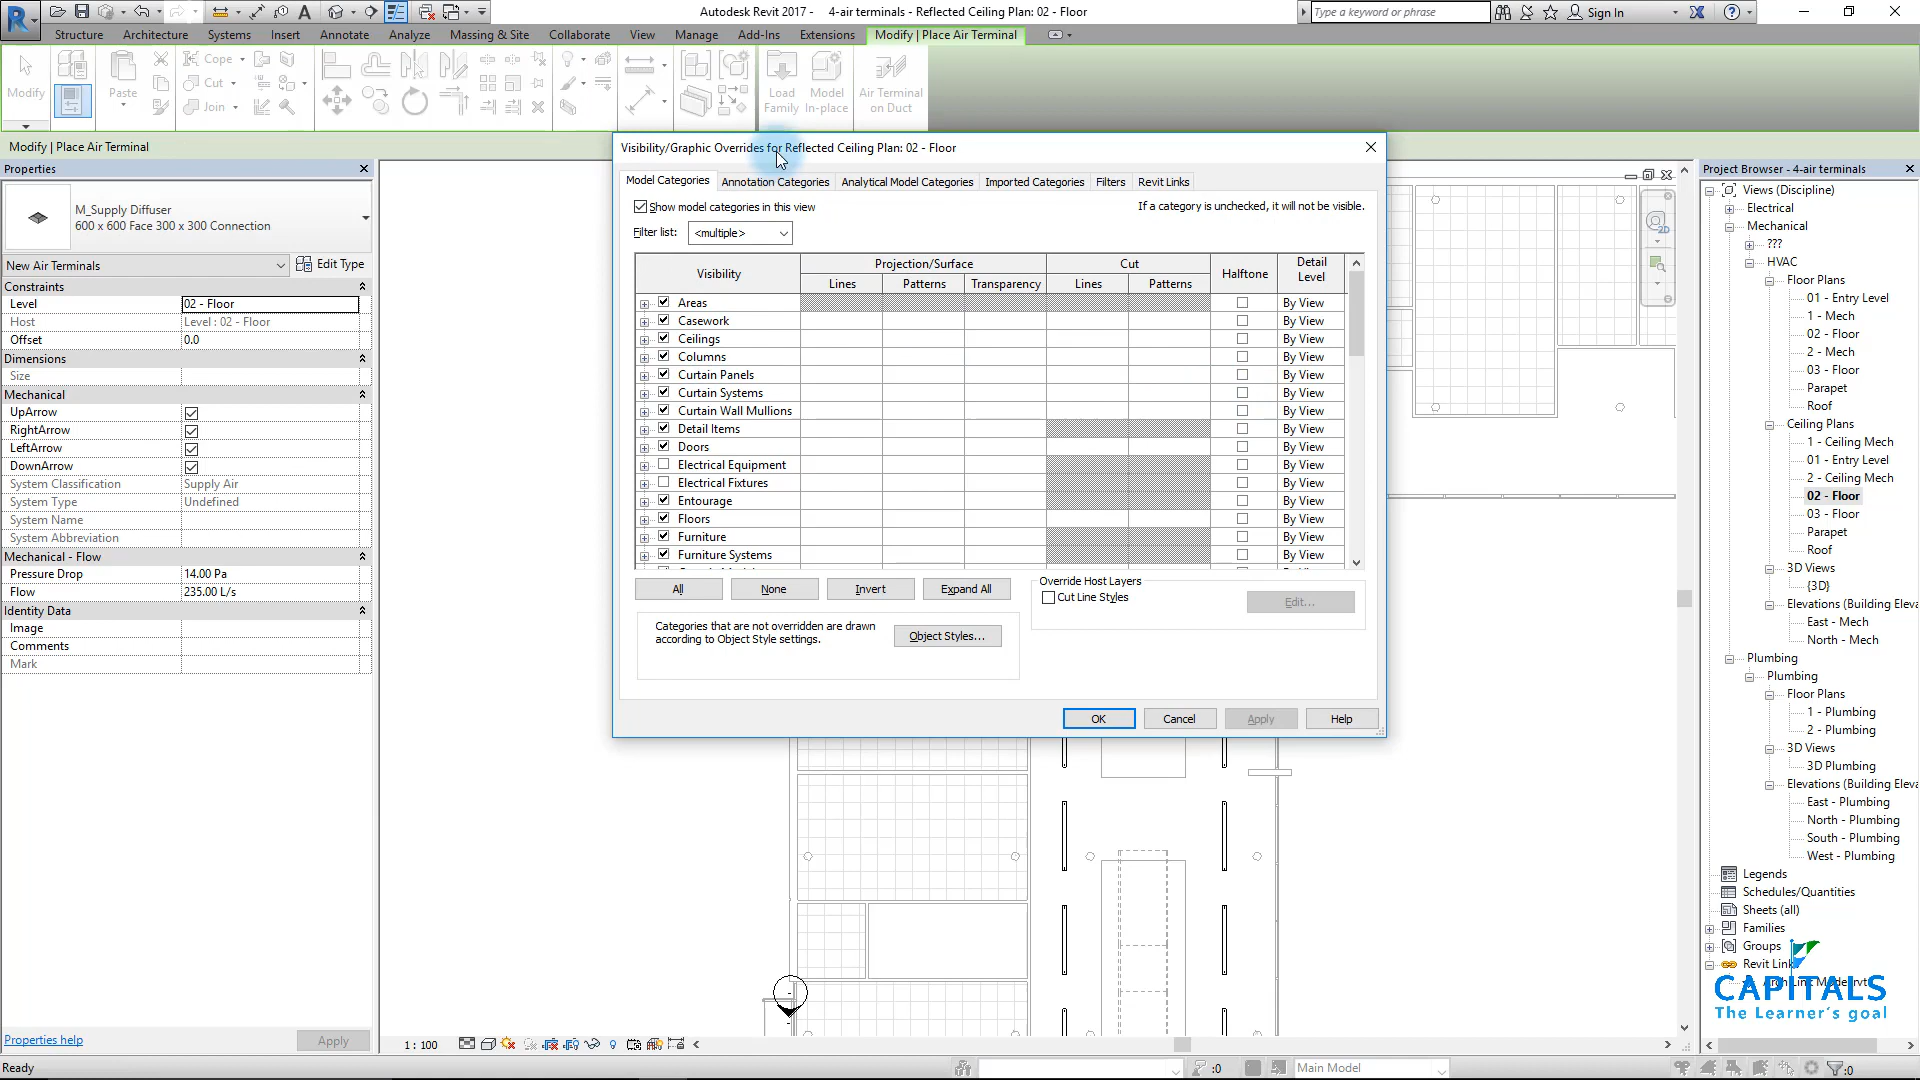 Autodesk Revit 2017 - 4-air terminals - Reflected Ceiling Plan: 02 - Floor
Type a keyword or phrase
Sign In
Structure Architecture Systems Insert Annotate Analyze Massing & Site Collaborate View Manage Add-Ins Extensions Modify | Place Air Terminal
Modify
Paste
Cope
Cut
Join
Load Family
Model In-place
Air Terminal on Duct
Modify | Place Air Terminal
Properties
M_Supply Diffuser
600 x 600 Face 300 x 300 Connection
New Air Terminals
Edit Type
Constraints
Level 02 - Floor
Host Level : 02 - Floor
Offset 0.0
Dimensions
Size
Mechanical
UpArrow
RightArrow
LeftArrow
DownArrow
System Classification Supply Air
System Type Undefined
System Name
System Abbreviation
Mechanical - Flow
Pressure Drop 14.00 Pa
Flow 235.00 L/s
Identity Data
Image
Comments
Mark
Properties help
Apply
Visibility/Graphic Overrides for Reflected Ceiling Plan: 02 - Floor
Model Categories Annotation Categories Analytical Model Categories Imported Categories Filters Revit Links
Show model categories in this view
If a category is unchecked, it will not be visible.
Filter list: <multiple>
Visibility Projection/Surface Cut Halftone Detail Level
Lines Patterns Transparency Lines Patterns
Areas By View
Casework By View
Ceilings By View
Columns By View
Curtain Panels By View
Curtain Systems By View
Curtain Wall Mullions By View
Detail Items By View
Doors By View
Electrical Equipment By View
Electrical Fixtures By View
Entourage By View
Floors By View
Furniture By View
Furniture Systems By View
All None Invert Expand All
Override Host Layers
Cut Line Styles
Edit...
Categories that are not overridden are drawn
according to Object Style settings.
Object Styles...
OK Cancel Apply Help
2D
Project Browser - 4-air terminals
Views (Discipline)
Electrical
Mechanical
???
HVAC
Floor Plans
01 - Entry Level
1 - Mech
02 - Floor
2 - Mech
03 - Floor
Parapet
Roof
Ceiling Plans
1 - Ceiling Mech
01 - Entry Level
2 - Ceiling Mech
02 - Floor
03 - Floor
Parapet
Roof
3D Views
{3D}
Elevations (Building Eleva
East - Mech
North - Mech
Plumbing
Plumbing
Floor Plans
1 - Plumbing
2 - Plumbing
3D Views
3D Plumbing
Elevations (Building Eleva
East - Plumbing
North - Plumbing
South - Plumbing
West - Plumbing
Legends
Schedules/Quantities
Sheets (all)
Families
Groups
Revit Link
CAPITALS
The Learner's goal
1 : 100
Ready
:0
Main Model
:0